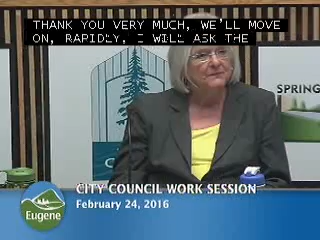 THANK YOU VERY MUCH, WE'LL MOVE
ON, RAPIDLY, I WILL ASK THE
SPRING
CITY COUNCIL WORK SESSION
February 24, 2016
Eugene